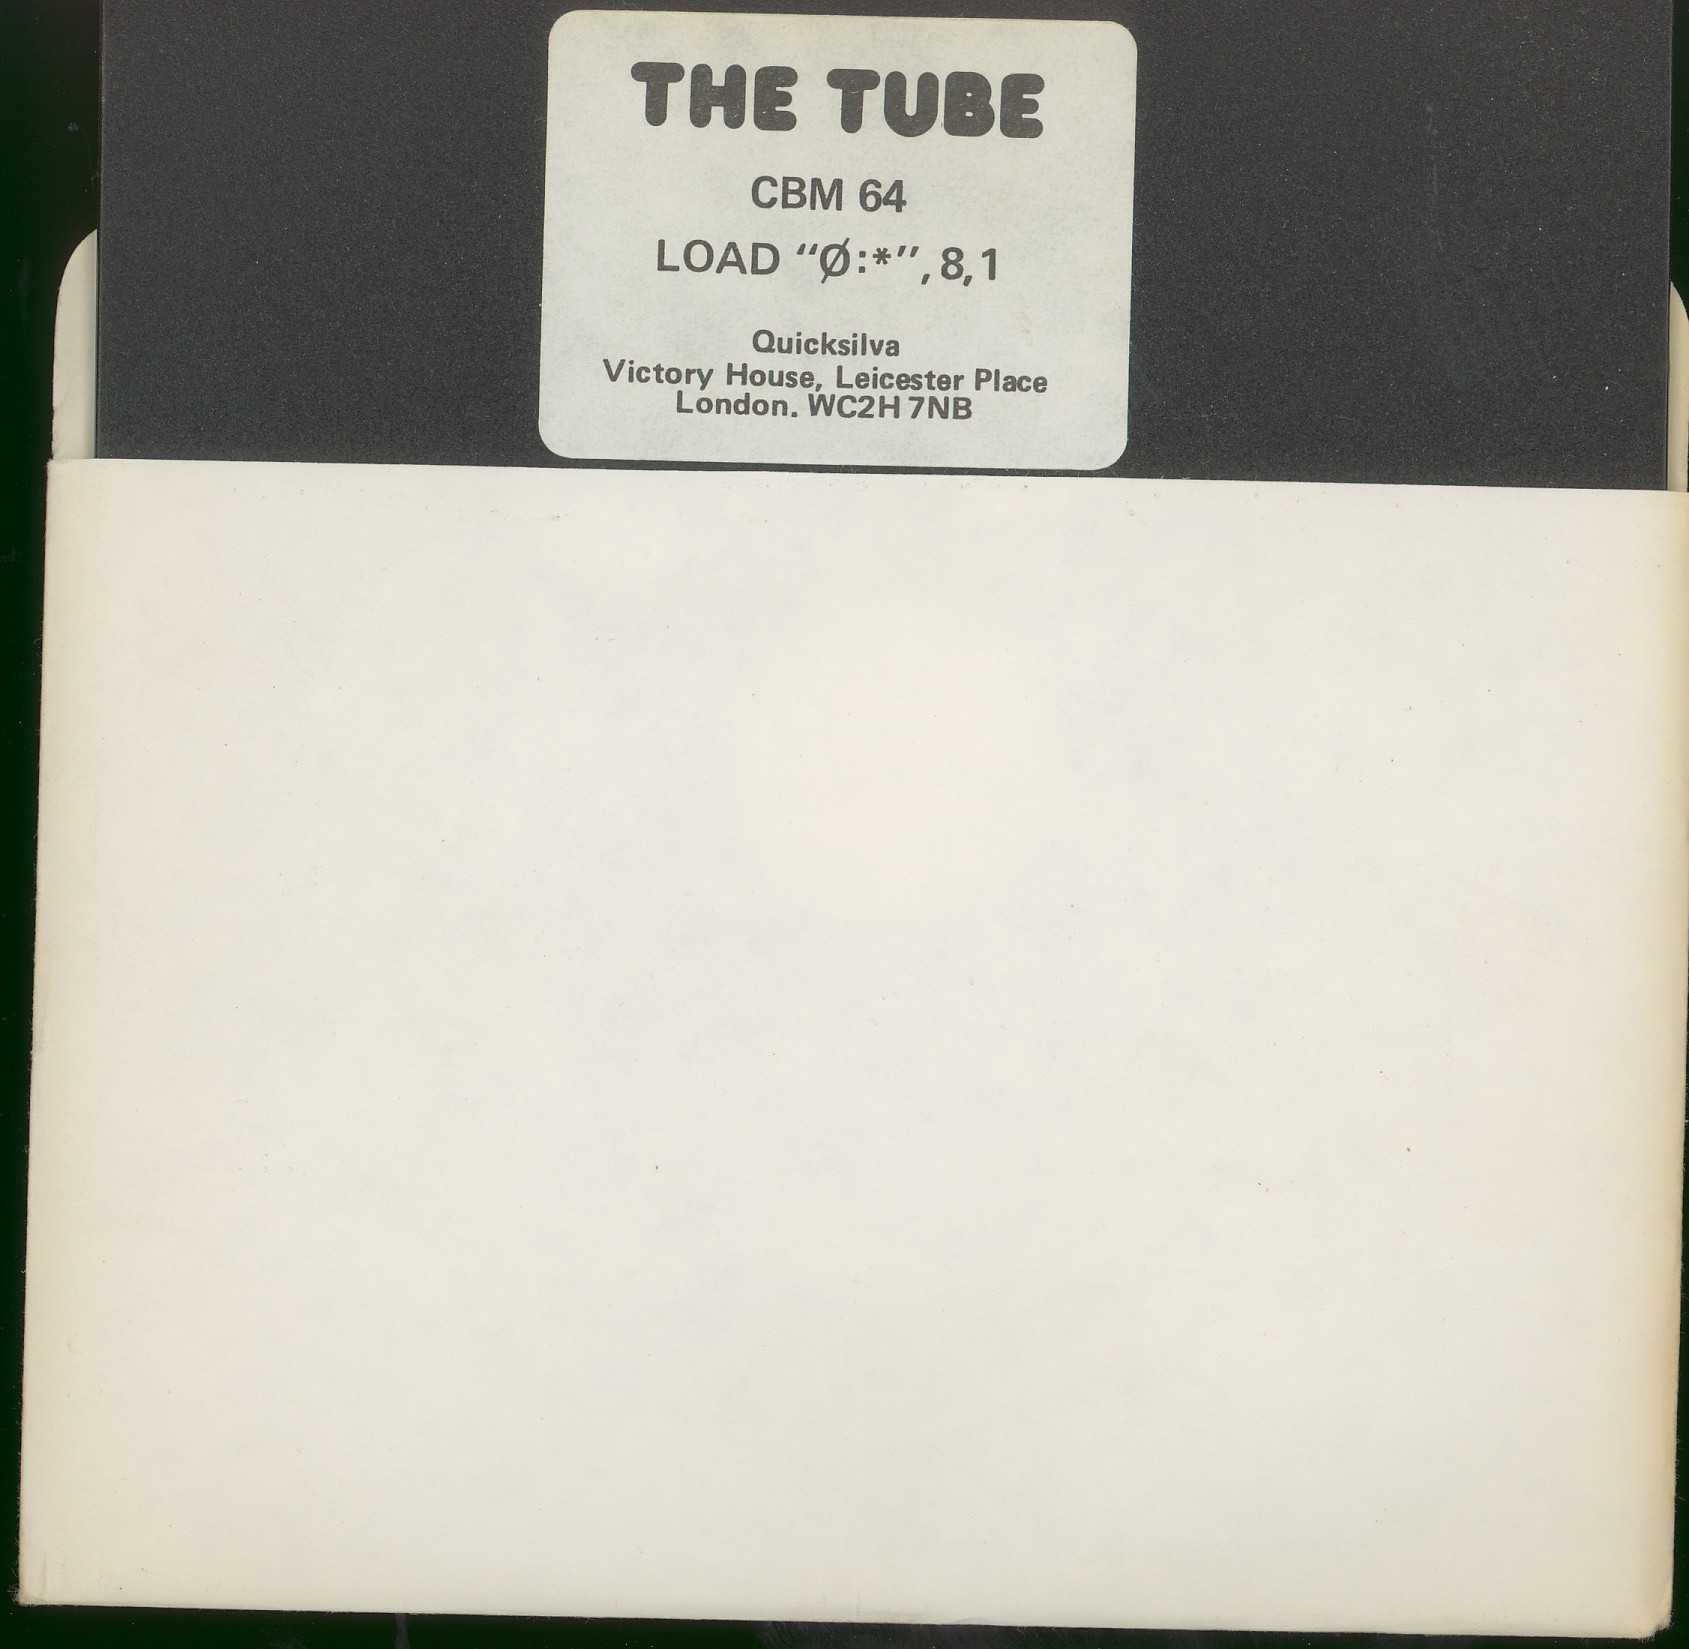 THE TUBE
CBM 64
LOAD “Ø:*”, 8,1
Quicksilva
Victory House, Leicester Place
London. WC2H 7NB